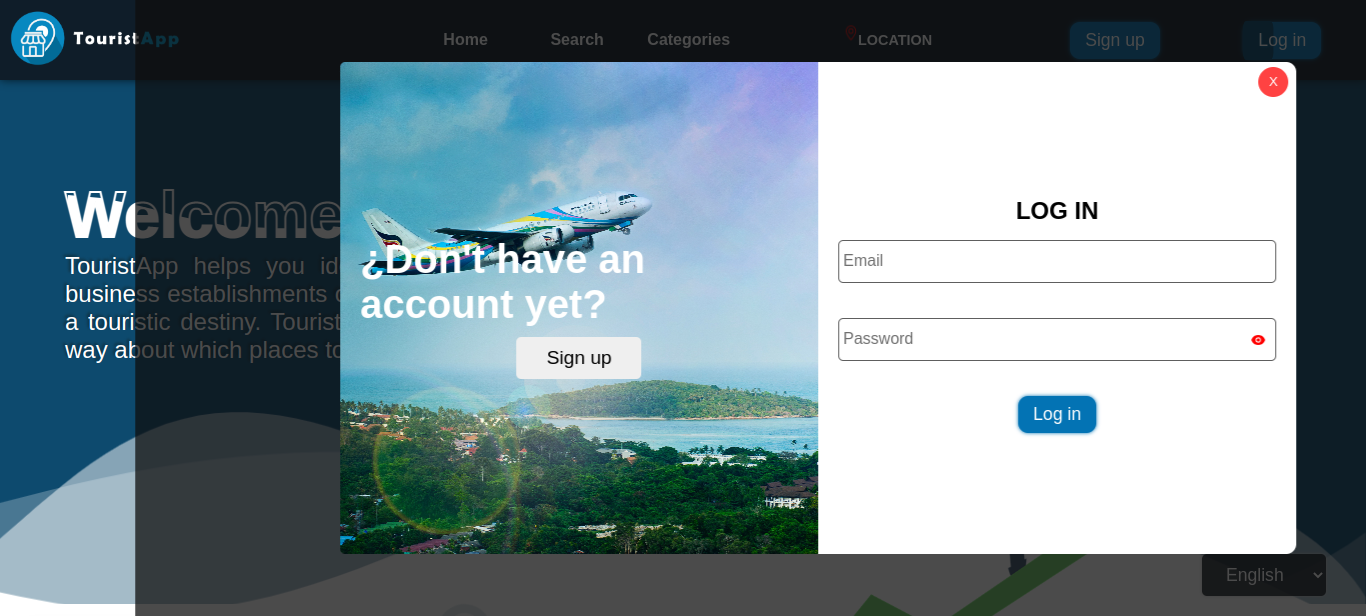 TouristApp
Home
Search
Categories
LOCATION
Sign up
Log in
X
Welcome
TouristApp helps you id
business establishments
a touristic destiny. Tourist
way about which places to
¿Don't have an
account yet?
Sign up
LOG IN
Email
Password
Log in
English